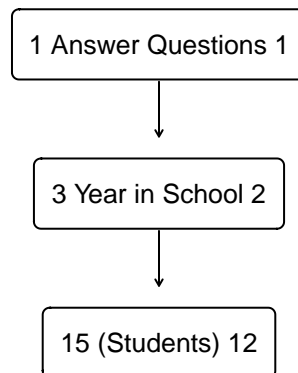 1 Answer Questions 1
3 Year in School 2
15 (Students) 12